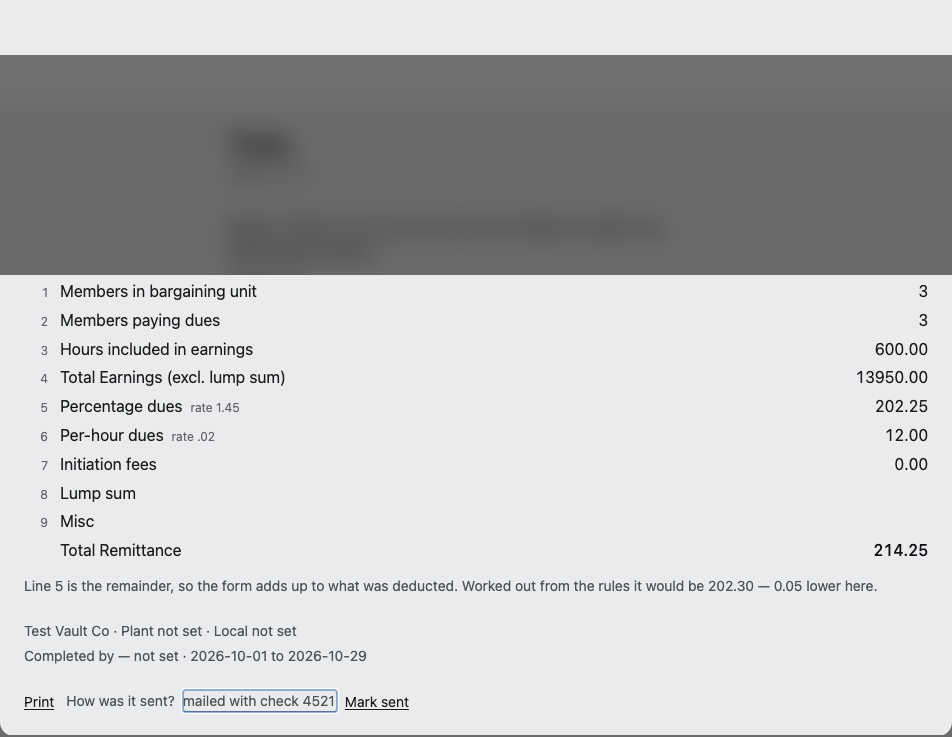 1 Members in bargaining unit 3
2 Members paying dues 3
3 Hours included in earnings 600.00
4 Total Earnings (excl. lump sum) 13950.00
5 Percentage dues rate 1.45 202.25
6 Per-hour dues rate .02 12.00
7 Initiation fees 0.00
8 Lump sum
9 Misc
Total Remittance 214.25
Line 5 is the remainder, so the form adds up to what was deducted. Worked out from the rules it would be 202.30 — 0.05 lower here.
Test Vault Co · Plant not set · Local not set
Completed by — not set · 2026-10-01 to 2026-10-29
Print How was it sent? mailed with check 4521 Mark sent